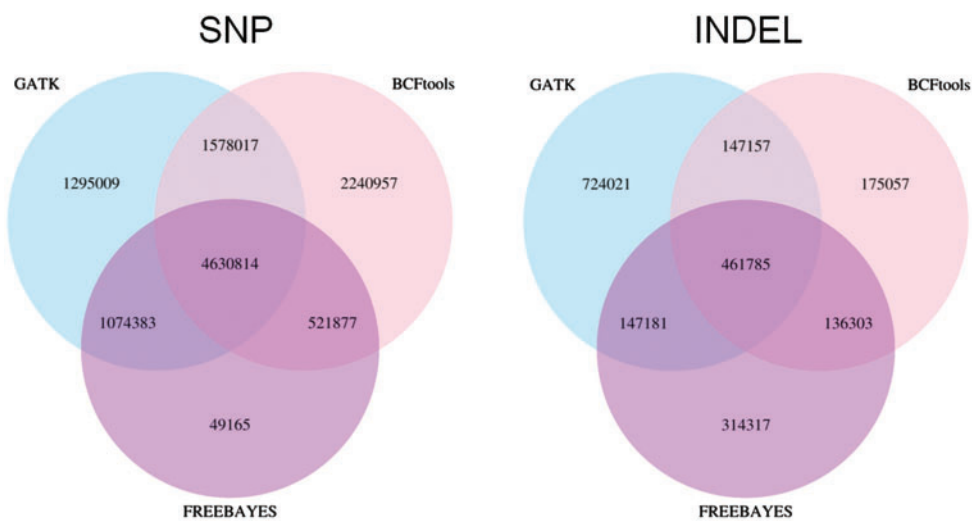 SNP
GATK
BCFtools
1578017
1295009
2240957
4630814
1074383
521877
49165
FREEBAYES
INDEL
GATK
BCFtools
147157
724021
175057
461785
147181
136303
314317
FREEBAYES